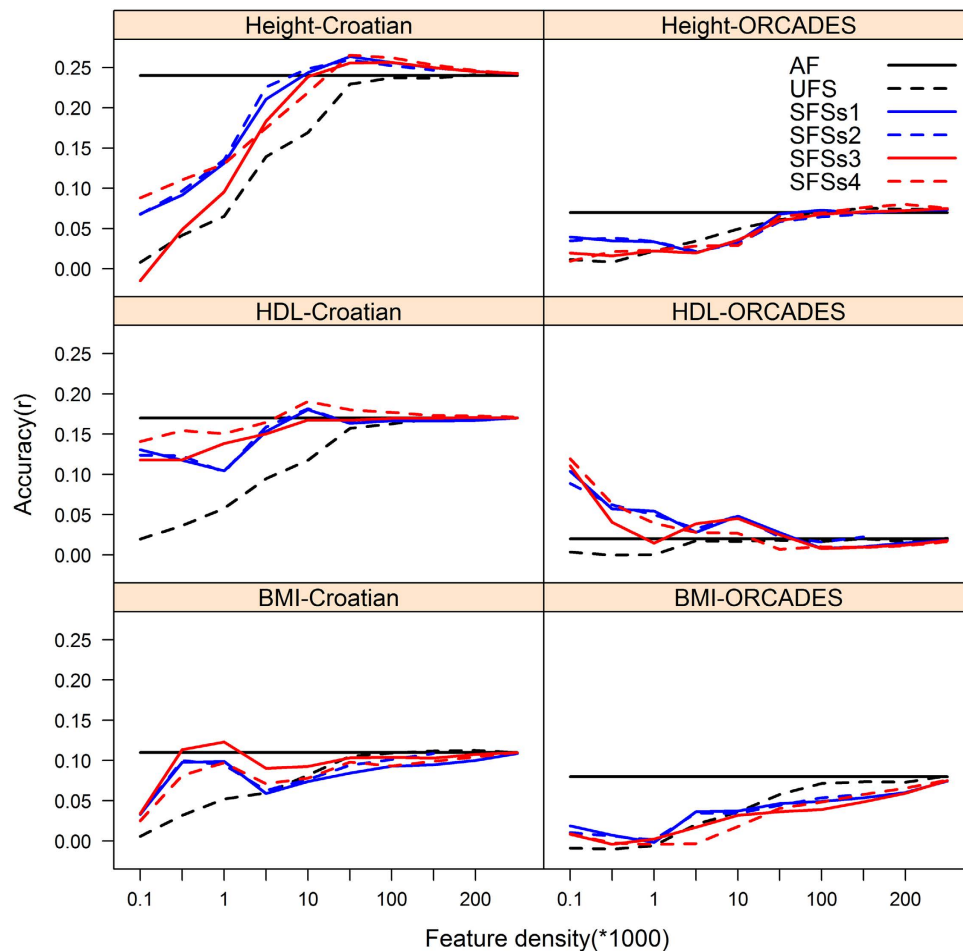 Height-Croatian
Height-ORCADES
AF
UFS
SFSs1
SFSs2
SFSs3
SFSs4
0.25
0.20
0.15
0.10
0.05
0.00
HDL-Croatian
HDL-ORCADES
0.25
0.20
0.15
0.10
0.05
0.00
Accuracy(r)
BMI-Croatian
BMI-ORCADES
0.25
0.20
0.15
0.10
0.05
0.00
0.1 1 10 200
0.1 1 10 100 200
Feature density(*1000)